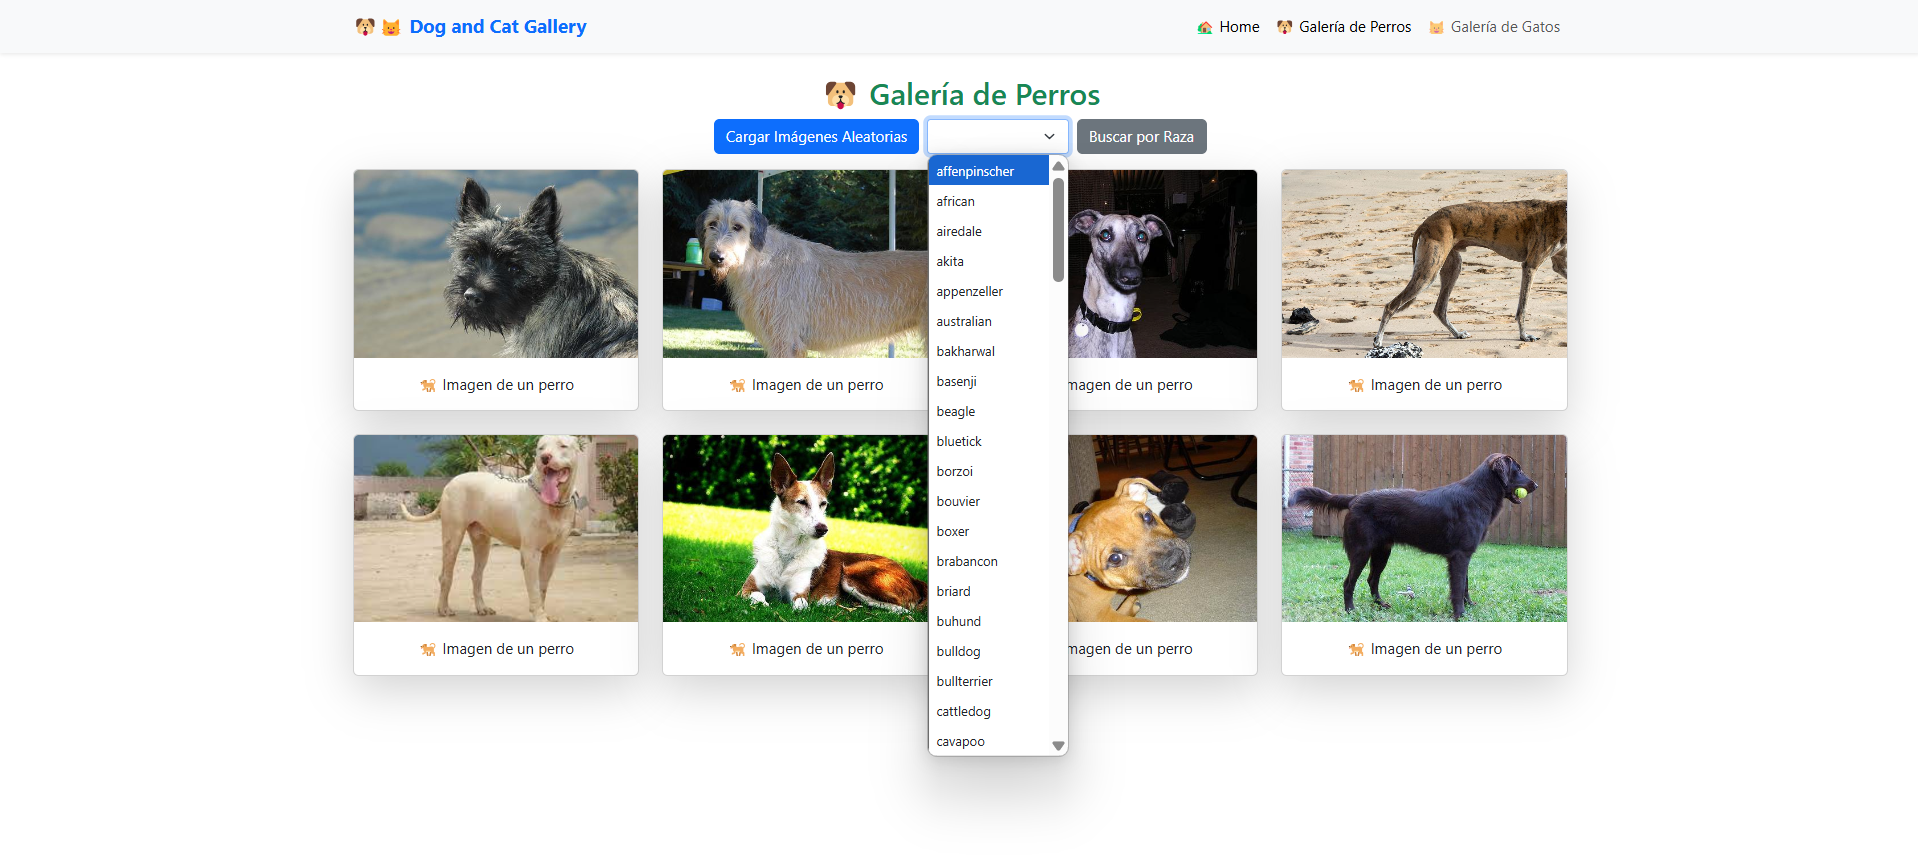 Dog and Cat Gallery
Home
Galería de Perros
Galería de Gatos
Galería de Perros
Cargar Imágenes Aleatorias
Buscar por Raza
affenpinscher
african
airedale
akita
appenzeller
australian
bakharwal
basenji
beagle
bluetick
borzoi
bouvier
boxer
brabancon
briard
buhund
bulldog
bullterrier
cattledog
cavapoo
Imagen de un perro
Imagen de un perro
magen de un perro
Imagen de un perro
Imagen de un perro
Imagen de un perro
magen de un perro
Imagen de un perro